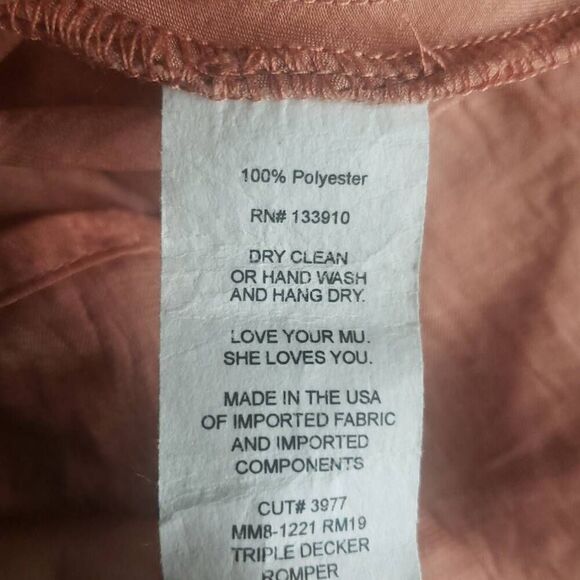 100% Polyester
RN# 133910
DRY CLEAN
OR HAND WASH
AND HANG DRY.
LOVE YOUR MU.
SHE LOVES YOU.
MADE IN THE USA
OF IMPORTED FABRIC
AND IMPORTED
COMPONENTS
CUT# 3977
MM8-1221 RM19
TRIPLE DECKER
ROMPER